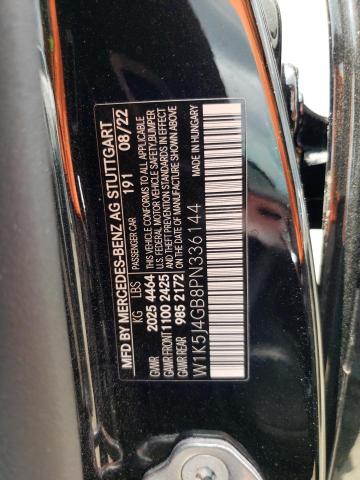 MFD BY MERCEDES-BENZ AG STUTTGART
PASSENGER CAR 191 08/22
KG LBS
GVWR 2025 4464
GAWR FRONT 1100 2425
GAWR REAR 985 2172
THIS VEHICLE CONFORMS TO ALL APPLICABLE
FEDERAL MOTOR VEHICLE SAFETY, BUMPER
AND THEFT PREVENTION STANDARDS IN EFFECT
ON THE DATE OF MANUFACTURE SHOWN ABOVE
MADE IN HUNGARY
W1K5J4GB8PN336144